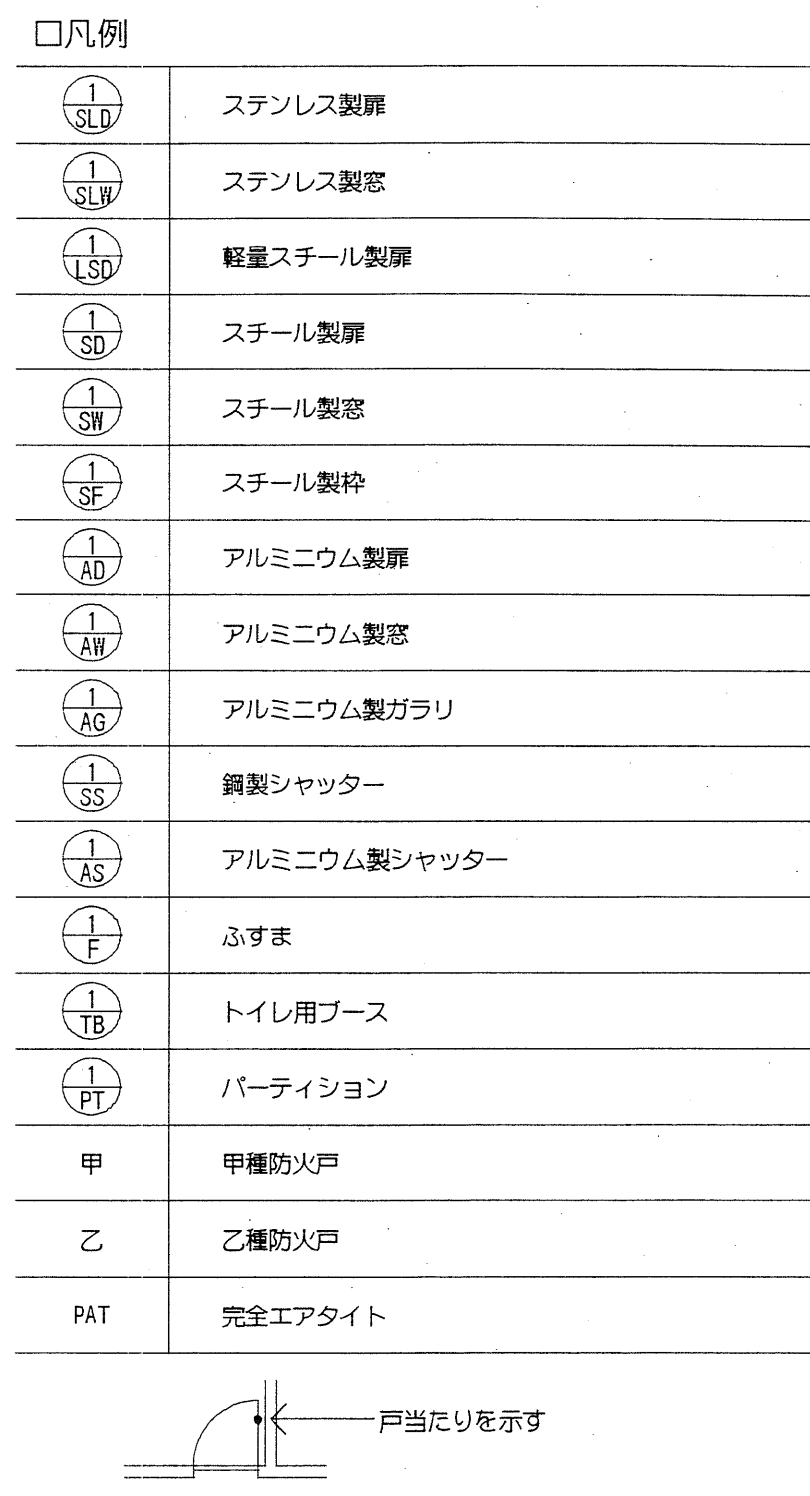 □凡例
1
SLD ステンレス製扉
1
SLW ステンレス製窓
1
LSD 軽量スチール製扉
1
SD スチール製扉
1
SW スチール製窓
1
SF スチール製枠
1
AD アルミニウム製扉
1
AW アルミニウム製窓
1
AG アルミニウム製ガラリ
1
SS 鋼製シャッター
1
AS アルミニウム製シャッター
1
F ふすま
1
TB トイレ用ブース
1
PT パーティション
甲 甲種防火戸
乙 乙種防火戸
PAT 完全エアタイト
戸当たりを示す